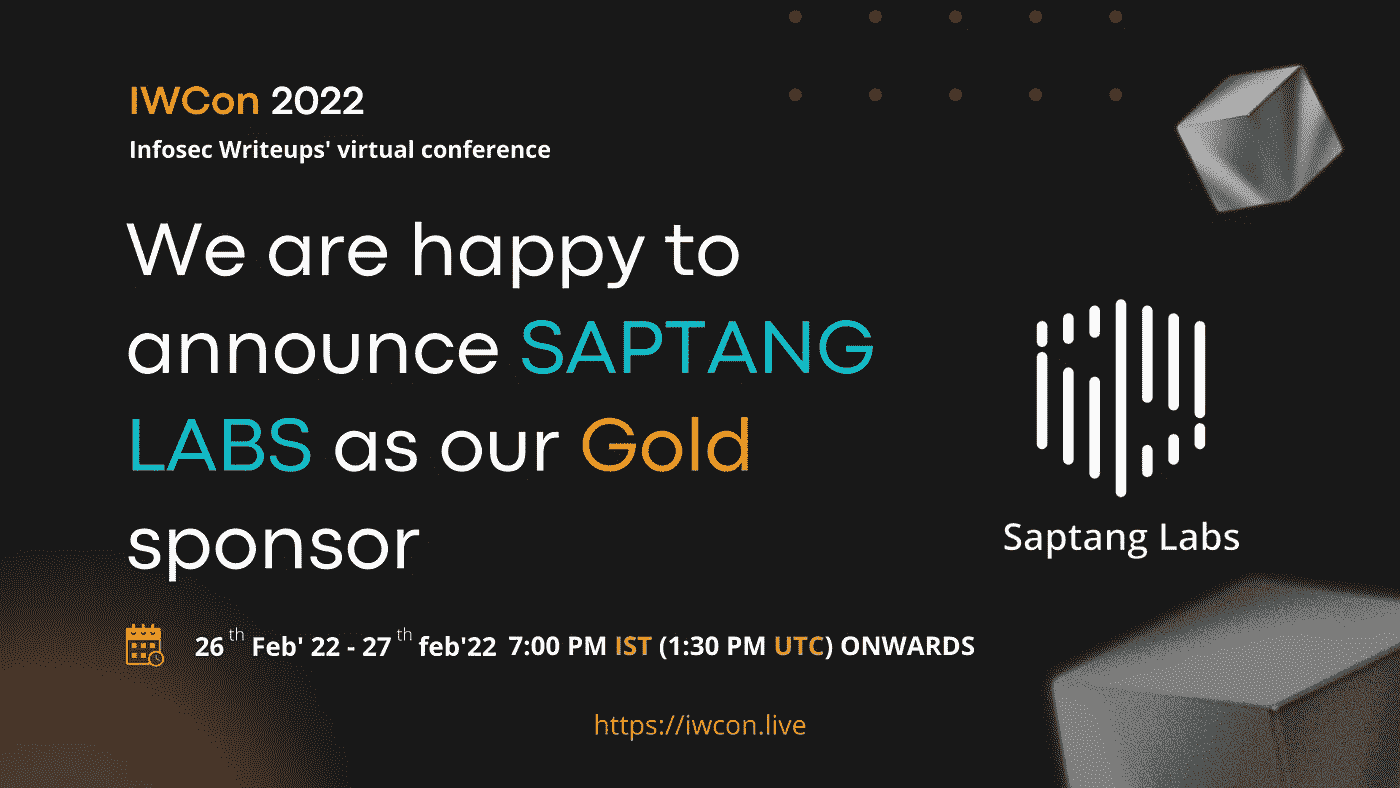 IWCon 2022
Infosec Writeups' virtual conference
We are happy to
announce SAPTANG
LABS as our Gold
sponsor
Saptang Labs
26 th Feb' 22 - 27 th feb'22 7:00 PM IST (1:30 PM UTC) ONWARDS
https://iwcon.live